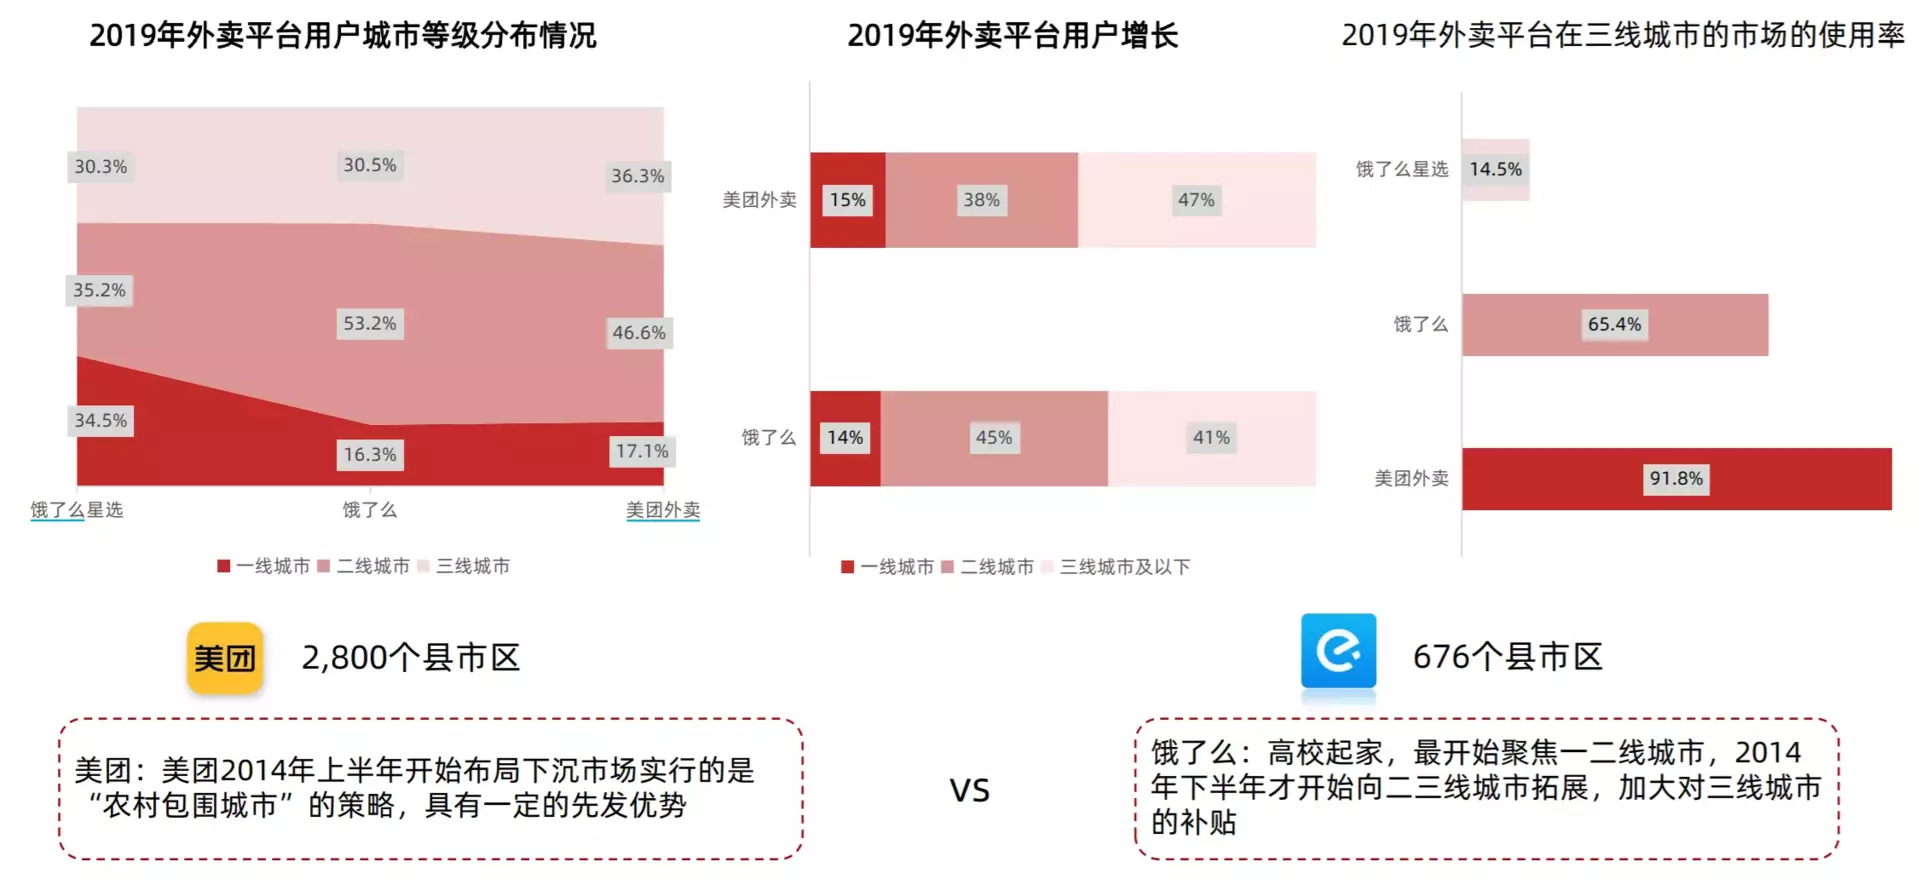 2019年外卖平台用户城市等级分布情况
30.3%
30.5%
36.3%
35.2%
53.2%
46.6%
34.5%
16.3%
17.1%
饿了么星选
饿了么
美团外卖
一线城市 二线城市 三线城市
2019年外卖平台用户增长
美团外卖
15%
38%
47%
饿了么
14%
45%
41%
一线城市 二线城市 三线城市及以下
2019年外卖平台在三线城市的市场的使用率
饿了么星选
14.5%
饿了么
65.4%
美团外卖
91.8%
美团
2,800个县市区
676个县市区
美团：美团2014年上半年开始布局下沉市场实行的是
“农村包围城市”的策略，具有一定的先发优势
VS
饿了么：高校起家，最开始聚焦一二线城市，2014
年下半年才开始向二三线城市拓展，加大对三线城市
的补贴